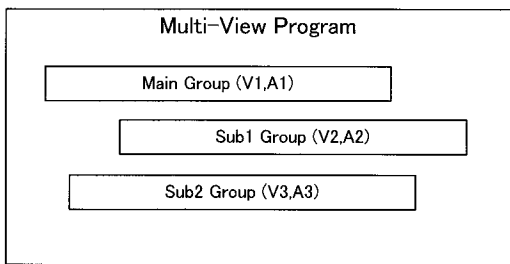 Multi-View Program
Main Group (V1,A1)
Sub1 Group (V2,A2)
Sub2 Group (V3,A3)